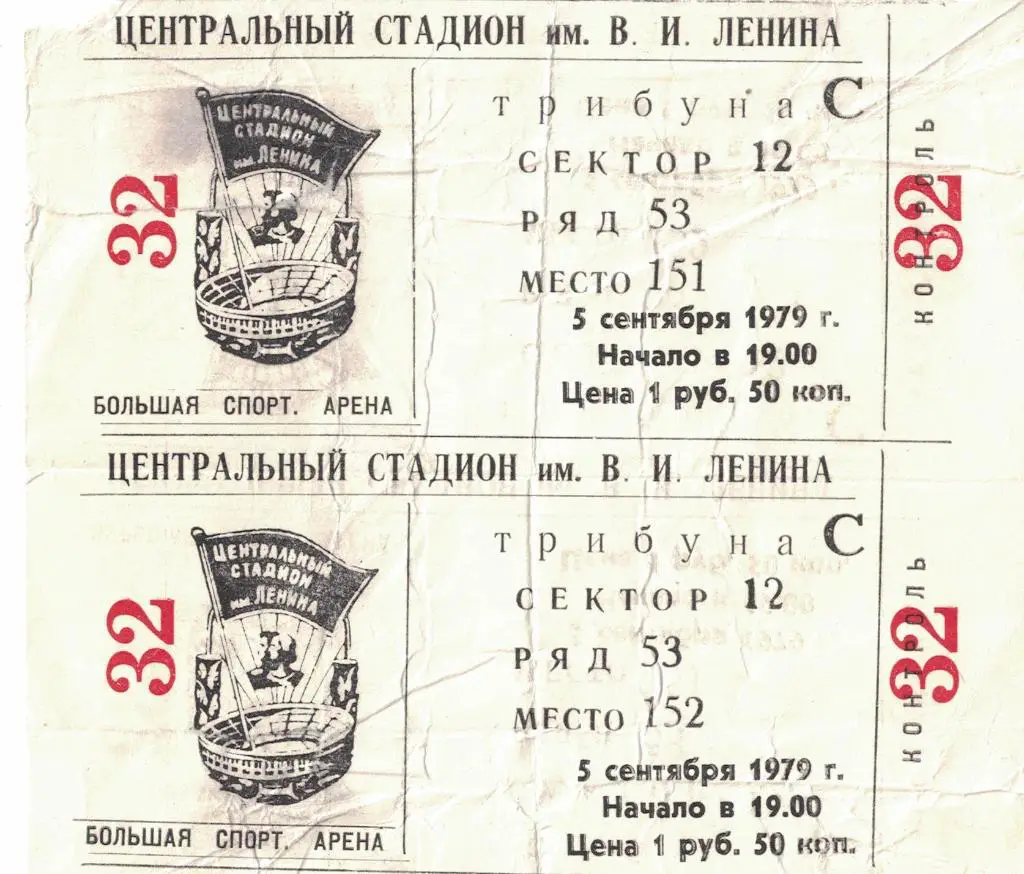 ЦЕНТРАЛЬНЫЙ СТАДИОН им. В. И. ЛЕНИНА
ЦЕНТРАЛЬНЫЙ
СТАДИОН
им. ЛЕНИНА
32
БОЛЬШАЯ СПОРТ. АРЕНА
трибуна С
СЕКТОР 12
РЯД 53
МЕСТО 151
5 сентября 1979 г.
Начало в 19.00
Цена 1 руб. 50 коп.
КОНТРОЛЬ
32
ЦЕНТРАЛЬНЫЙ СТАДИОН им. В. И. ЛЕНИНА
ЦЕНТРАЛЬНЫЙ
СТАДИОН
им. ЛЕНИНА
32
БОЛЬШАЯ СПОРТ. АРЕНА
трибуна С
СЕКТОР 12
РЯД 53
МЕСТО 152
5 сентября 1979 г.
Начало в 19.00
Цена 1 руб. 50 коп.
КОНТРОЛЬ
32